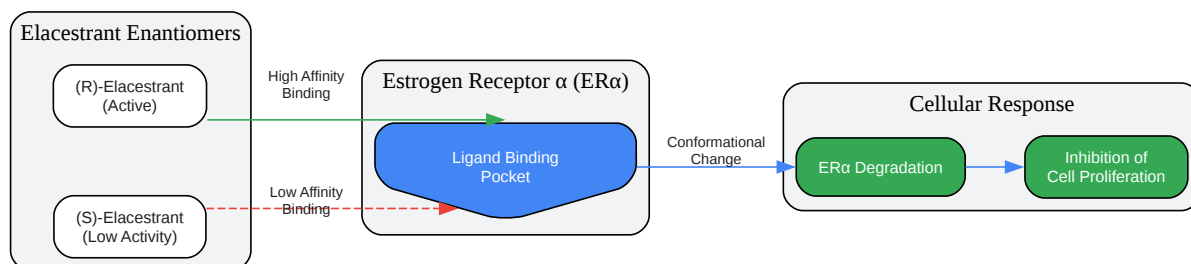 Elacestrant Enantiomers
(R)-Elacestrant
(Active)
(S)-Elacestrant
(Low Activity)
High Affinity
Binding
Low Affinity
Binding
Estrogen Receptor α (ERα)
Ligand Binding
Pocket
Conformational
Change
Cellular Response
ERα Degradation
Inhibition of
Cell Proliferation